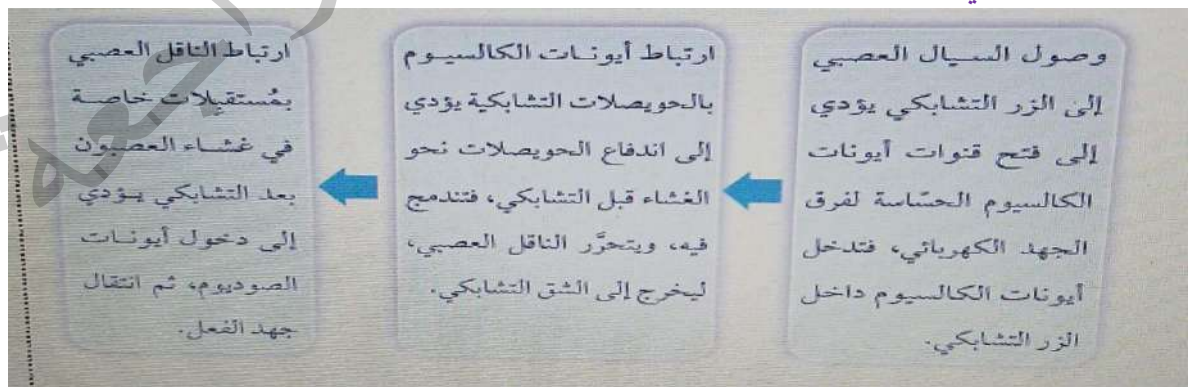 وصول السيال العصبي
إلى الزر التشابكي يؤدي
إلى فتح قنوات أيونات
الكالسيوم الحسّاسة لفرق
الجهد الكهربائي، فتدخل
أيونات الكالسيوم داخل
الزر التشابكي.
ارتباط أيونات الكالسيوم
بالحويصلات التشابكية يؤدي
إلى اندفاع الحويصلات نحو
الغشاء قبل التشابكي، فتندمج
فيه، ويتحرَّر الناقل العصبي،
ليخرج إلى الشق التشابكي.
ارتباط الناقل العصبي
بمُستقبِلات خاصة
في غشاء العصبون
بعد التشابكي يؤدي
إلى دخول أيونات
الصوديوم، ثم انتقال
جهد الفعل.